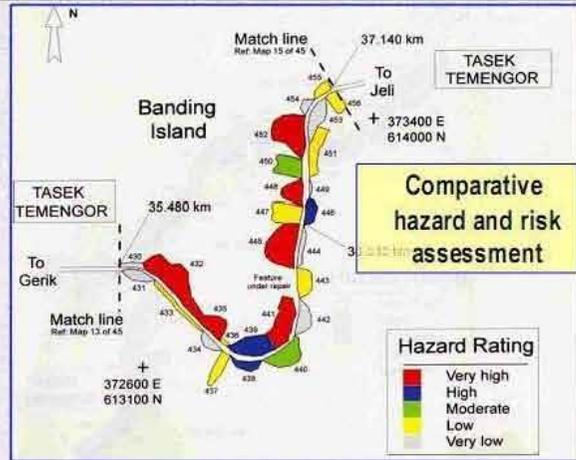 N
Match line
Ref: Map 15 of 45
37.140 km
TASEK
TEMENGOR
To
Jeli
Banding
Island
373400 E
614000 N
455
456
454
453
452
451
450
449
448
447
446
445
444
443
442
Feature
under repair
441
440
439
438
437
436
435
434
433
432
431
430
Comparative
hazard and risk
assessment
TASEK
TEMENGOR
35.480 km
To
Gerik
Match line
Ref: Map 13 of 45
372600 E
613100 N
Hazard Rating
Very high
High
Moderate
Low
Very low